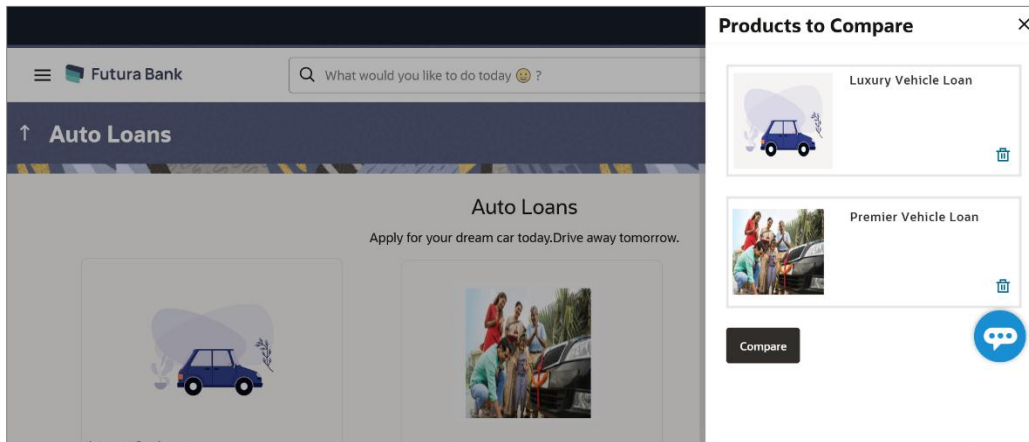 Products to Compare
Futura Bank
What would you like to do today 🙂 ?
Luxury Vehicle Loan
Auto Loans
Auto Loans
Apply for your dream car today.Drive away tomorrow.
Premier Vehicle Loan
Compare